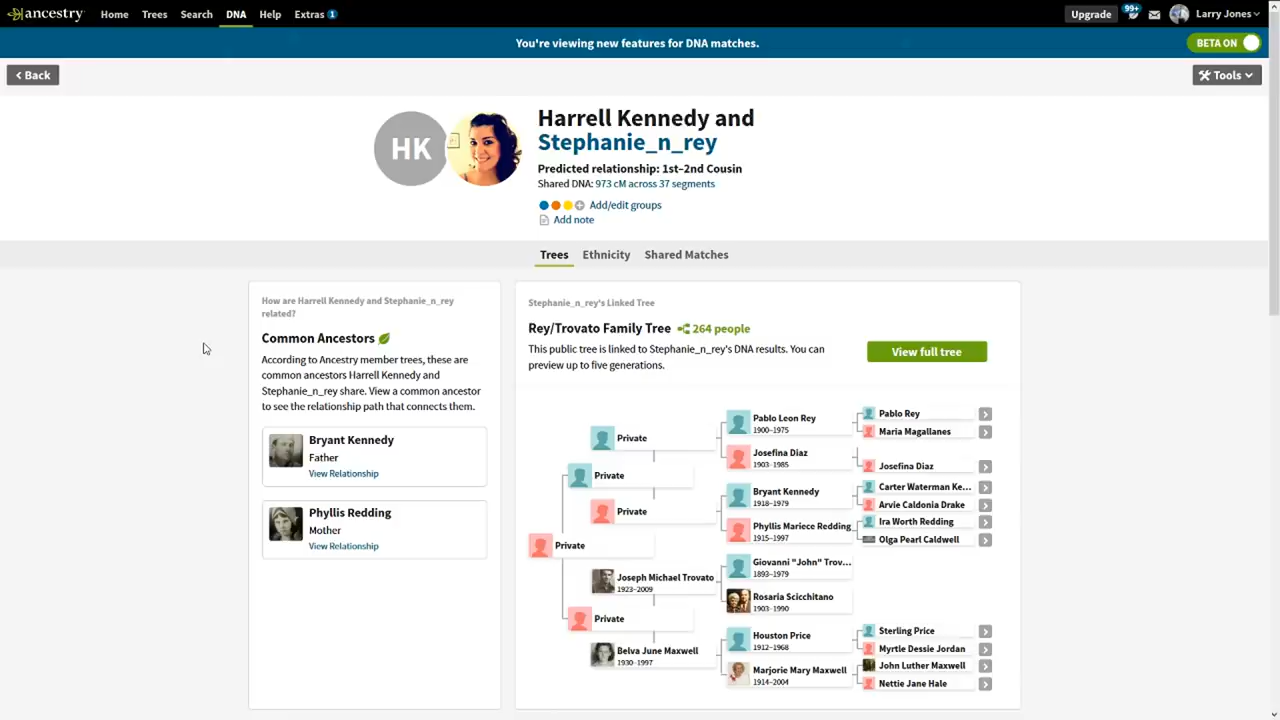 ancestry
Home Trees Search DNA Help Extras 1
Upgrade 99+ Larry Jones
You're viewing new features for DNA matches.
BETA ON
Back
Tools
HK
Harrell Kennedy and
Stephanie_n_rey
Predicted relationship: 1st–2nd Cousin
Shared DNA: 973 cM across 37 segments
Add/edit groups
Add note
Trees Ethnicity Shared Matches
How are Harrell Kennedy and Stephanie_n_rey
related?
Common Ancestors
According to Ancestry member trees, these are
common ancestors Harrell Kennedy and
Stephanie_n_rey share. View a common ancestor
to see the relationship path that connects them.
Bryant Kennedy
Father
View Relationship
Phyllis Redding
Mother
View Relationship
Stephanie_n_rey's Linked Tree
Rey/Trovato Family Tree 264 people
This public tree is linked to Stephanie_n_rey's DNA results. You can
preview up to five generations.
View full tree
Private
Private
Private
Private
Joseph Michael Trovato
1923–2009
Private
Belva June Maxwell
1930–1997
Pablo Leon Rey
1900–1975
Josefina Diaz
1903–1985
Bryant Kennedy
1918–1979
Phyllis Mariece Redding
1915–1997
Giovanni "John" Trov...
1893–1979
Rosaria Scicchitano
1903–1990
Houston Price
1912–1968
Marjorie Mary Maxwell
1914–2004
Pablo Rey
Maria Magallanes
Josefina Diaz
Carter Waterman Ke...
Arvie Caldonia Drake
Ira Worth Redding
Olga Pearl Caldwell
Sterling Price
Myrtle Dessie Jordan
John Luther Maxwell
Nettie Jane Hale